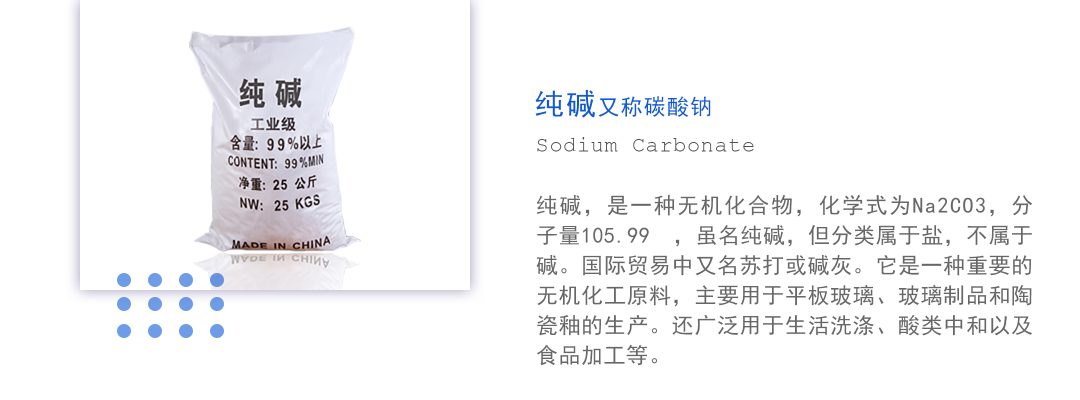 纯碱
工业级
含量: 99%以上
CONTENT: 99%MIN
净重: 25 公斤
NW: 25 KGS
MADE IN CHINA
纯碱又称碳酸钠
Sodium Carbonate
纯碱，是一种无机化合物，化学式为Na2CO3，分
子量105.99 ，虽名纯碱，但分类属于盐，不属于
碱。国际贸易中又名苏打或碱灰。它是一种重要的
无机化工原料，主要用于平板玻璃、玻璃制品和陶
瓷釉的生产。还广泛用于生活洗涤、酸类中和以及
食品加工等。